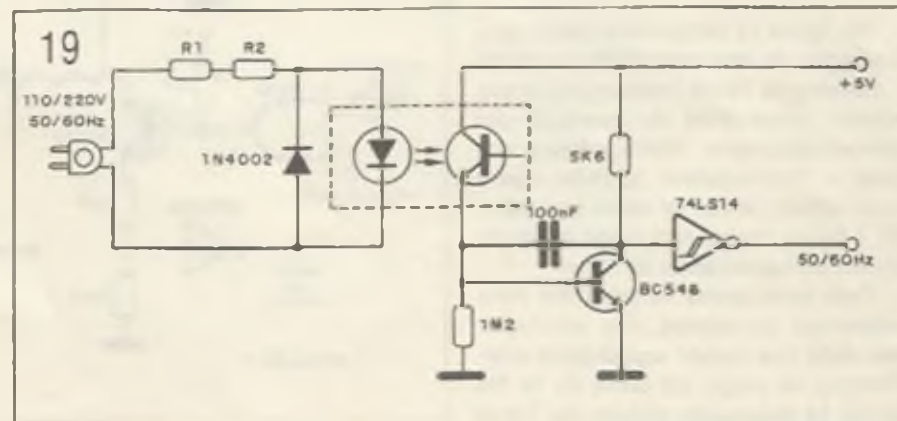 19
R1 R2
110/220V
50/60Hz
1N4002
+5V
5K6
100nF
74LS14
50/60Hz
BC548
1M2